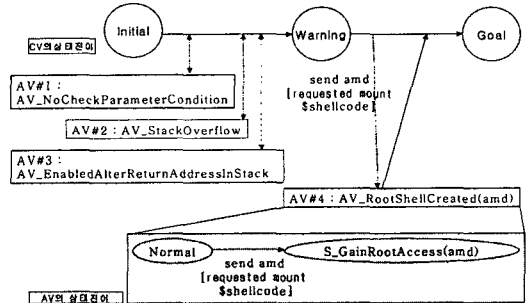 Initial
Warning
Goal
CV의 상태전이
AV#1 :
AV_NoCheckParameterCondition
AV#2 : AV_StackOverflow
AV#3 :
AV_EnabledAlterReturnAddressInStack
send amd
[requested mount
$shellcode]
AV#4 : AV_RootShellCreated(amd)
Normal
S_GainRootAccess(amd)
send amd
[requested mount
$shellcode]
AV의 상태전이